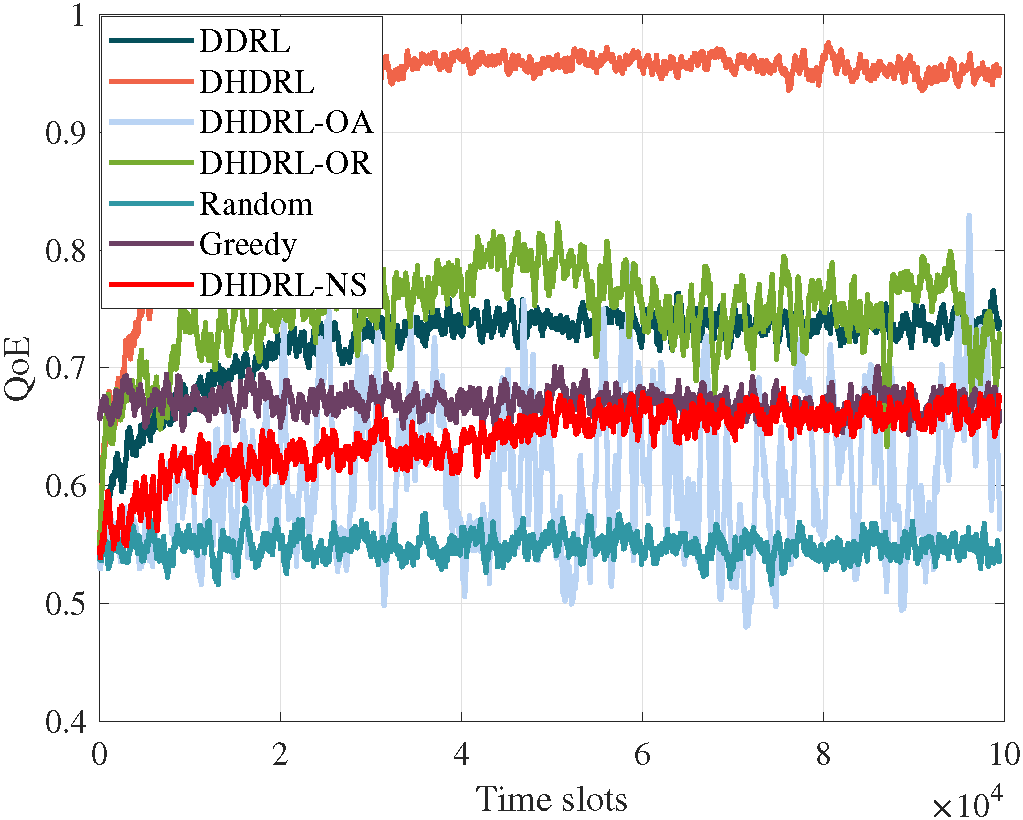 1
0.9
0.8
0.7
0.6
0.5
0.4
QoE
DDRL
DHDRL
DHDRL-OA
DHDRL-OR
Random
Greedy
DHDRL-NS
0 2 4 6 8 10
Time slots
×10⁴